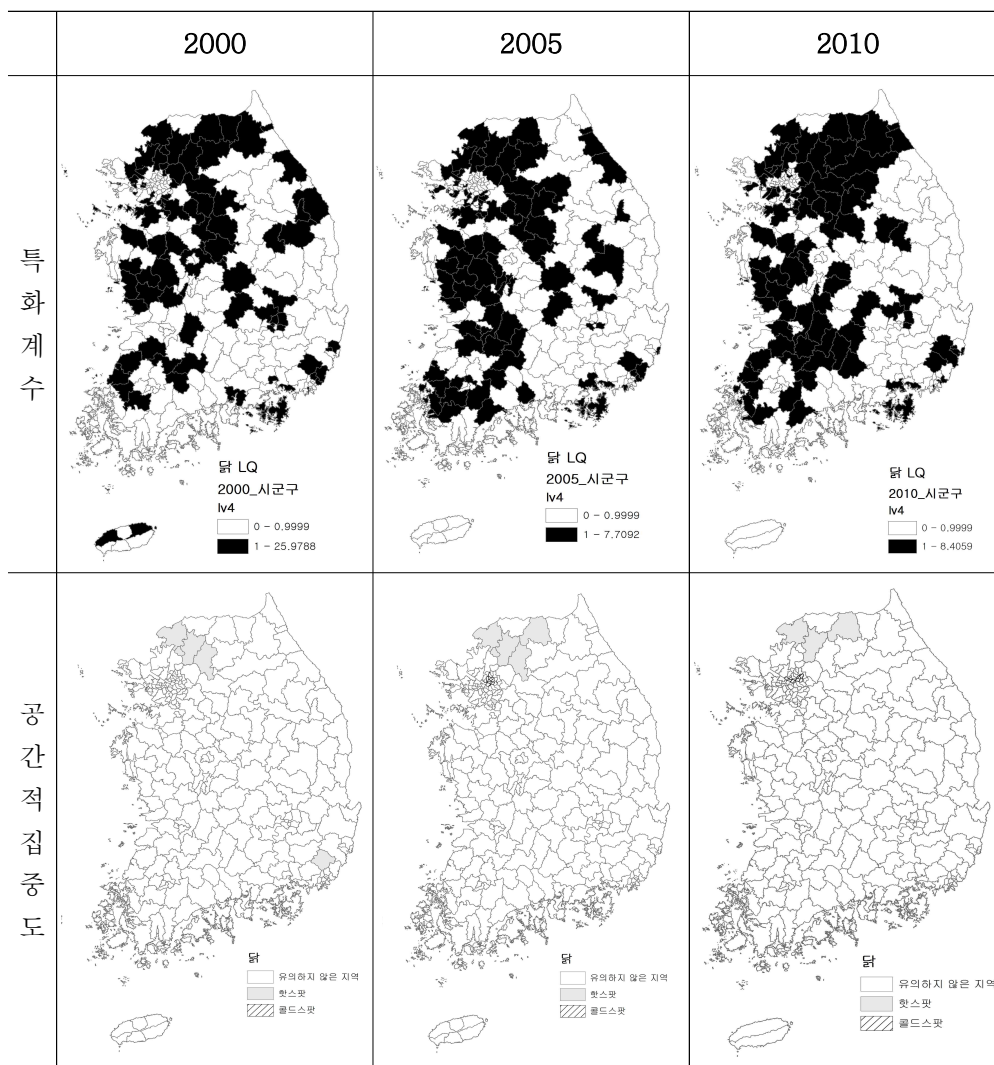 2000
2005
2010
특화계수
닭 LQ
2000_시군구
lv4
0 - 0.9999
1 - 25.9788
닭 LQ
2005_시군구
lv4
0 - 0.9999
1 - 7.7092
닭 LQ
2010_시군구
lv4
0 - 0.9999
1 - 8.4059
공간적집중도
닭
유의하지 않은 지역
핫스팟
콜드스팟
닭
유의하지 않은 지역
핫스팟
콜드스팟
닭
유의하지 않은 지역
핫스팟
콜드스팟